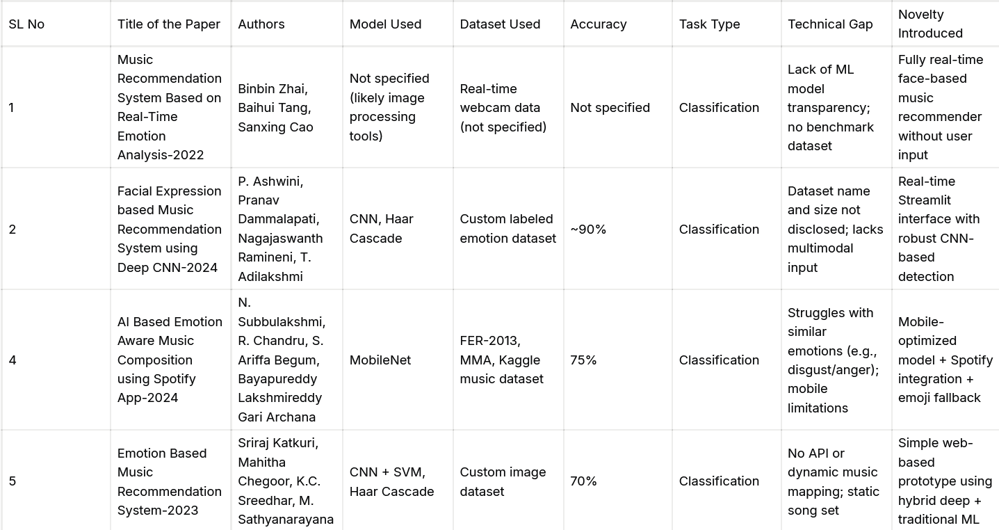 SL No
Title of the Paper
Authors
Model Used
Dataset Used
Accuracy
Task Type
Technical Gap
Novelty
Introduced
1
Music
Recommendation
System Based on
Real-Time
Emotion
Analysis-2022
Binbin Zhai,
Baihui Tang,
Sanxing Cao
Not specified
(likely image
processing
tools)
Real-time
webcam data
(not specified)
Not specified
Classification
Lack of ML
model
transparency;
no benchmark
dataset
Fully real-time
face-based
music
recommender
without user
input
2
Facial Expression
based Music
Recommendation
System using
Deep CNN-2024
P. Ashwini,
Pranav
Dammalapati,
Nagajaswanth
Ramineni, T.
Adilakshmi
CNN, Haar
Cascade
Custom labeled
emotion dataset
~90%
Classification
Dataset name
and size not
disclosed; lacks
multimodal
input
Real-time
Streamlit
interface with
robust CNN-
based
detection
4
AI Based Emotion
Aware Music
Composition
using Spotify
App-2024
N.
Subbulakshmi,
R. Chandru, S.
Ariffa Begum,
Bayapureddy
Lakshmireddy
Gari Archana
MobileNet
FER-2013,
MMA, Kaggle
music dataset
75%
Classification
Struggles with
similar
emotions (e.g.,
disgust/anger);
mobile
limitations
Mobile-
optimized
model + Spotify
integration +
emoji fallback
5
Emotion Based
Music
Recommendation
System-2023
Sriraj Katkuri,
Mahitha
Chegoor, K.C.
Sreedhar, M.
Sathyanarayana
CNN + SVM,
Haar Cascade
Custom image
dataset
70%
Classification
No API or
dynamic music
mapping; static
song set
Simple web-
based
prototype using
hybrid deep +
traditional ML